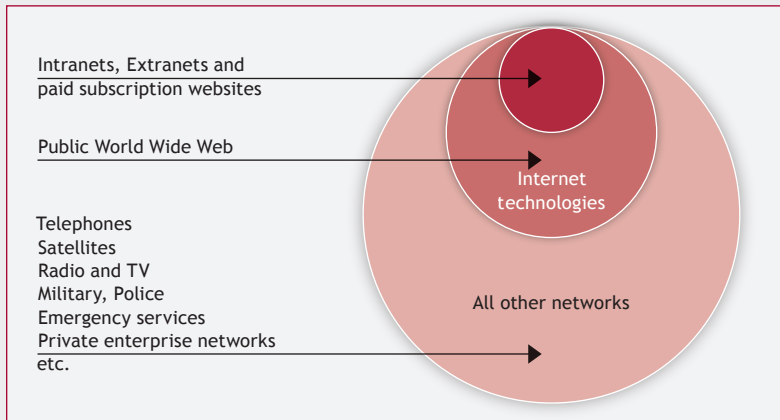 Intranets, Extranets and
paid subscription websites
Public World Wide Web
Internet
technologies
Telephones
Satellites
Radio and TV
Military, Police
Emergency services
Private enterprise networks
etc.
All other networks